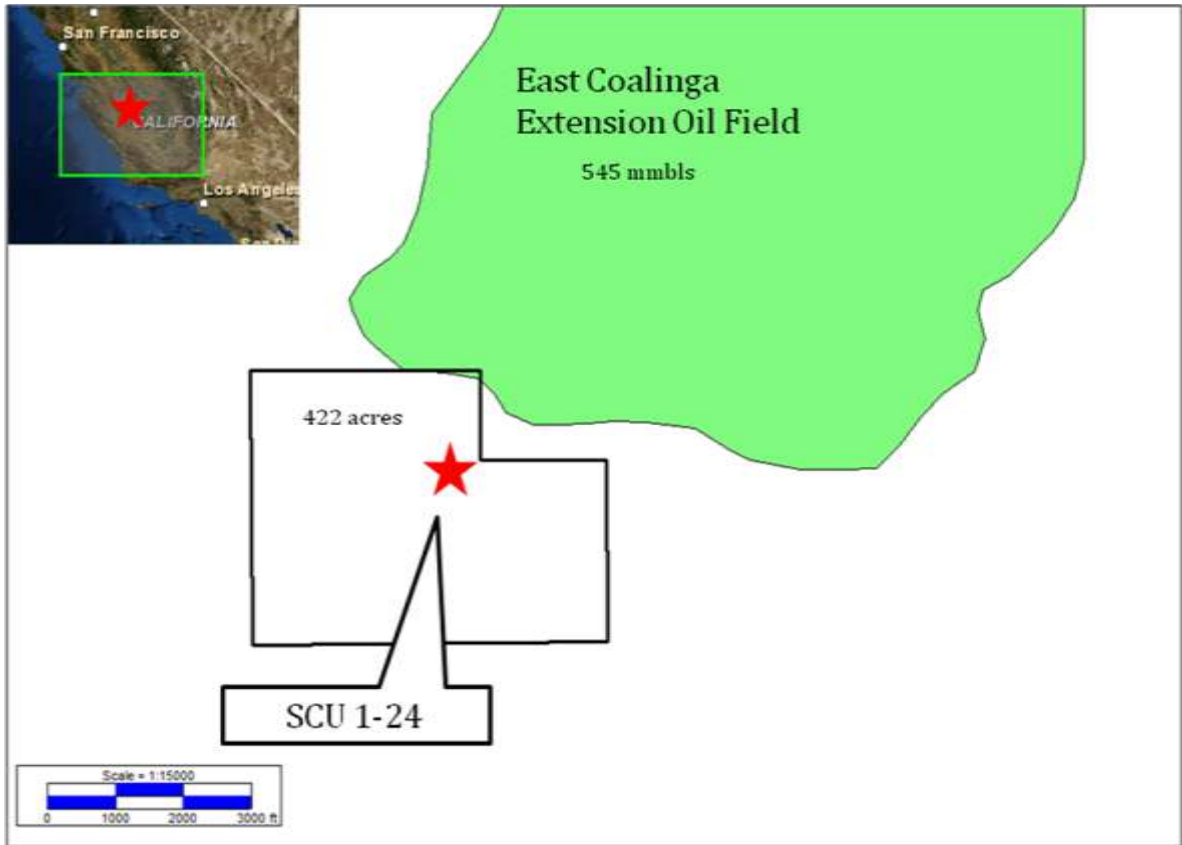 San Francisco
CALIFORNIA
Los Angeles
East Coalinga
Extension Oil Field
545 mmbls
422 acres
SCU 1-24
Scale = 1:15000
0 1000 2000 3000 ft